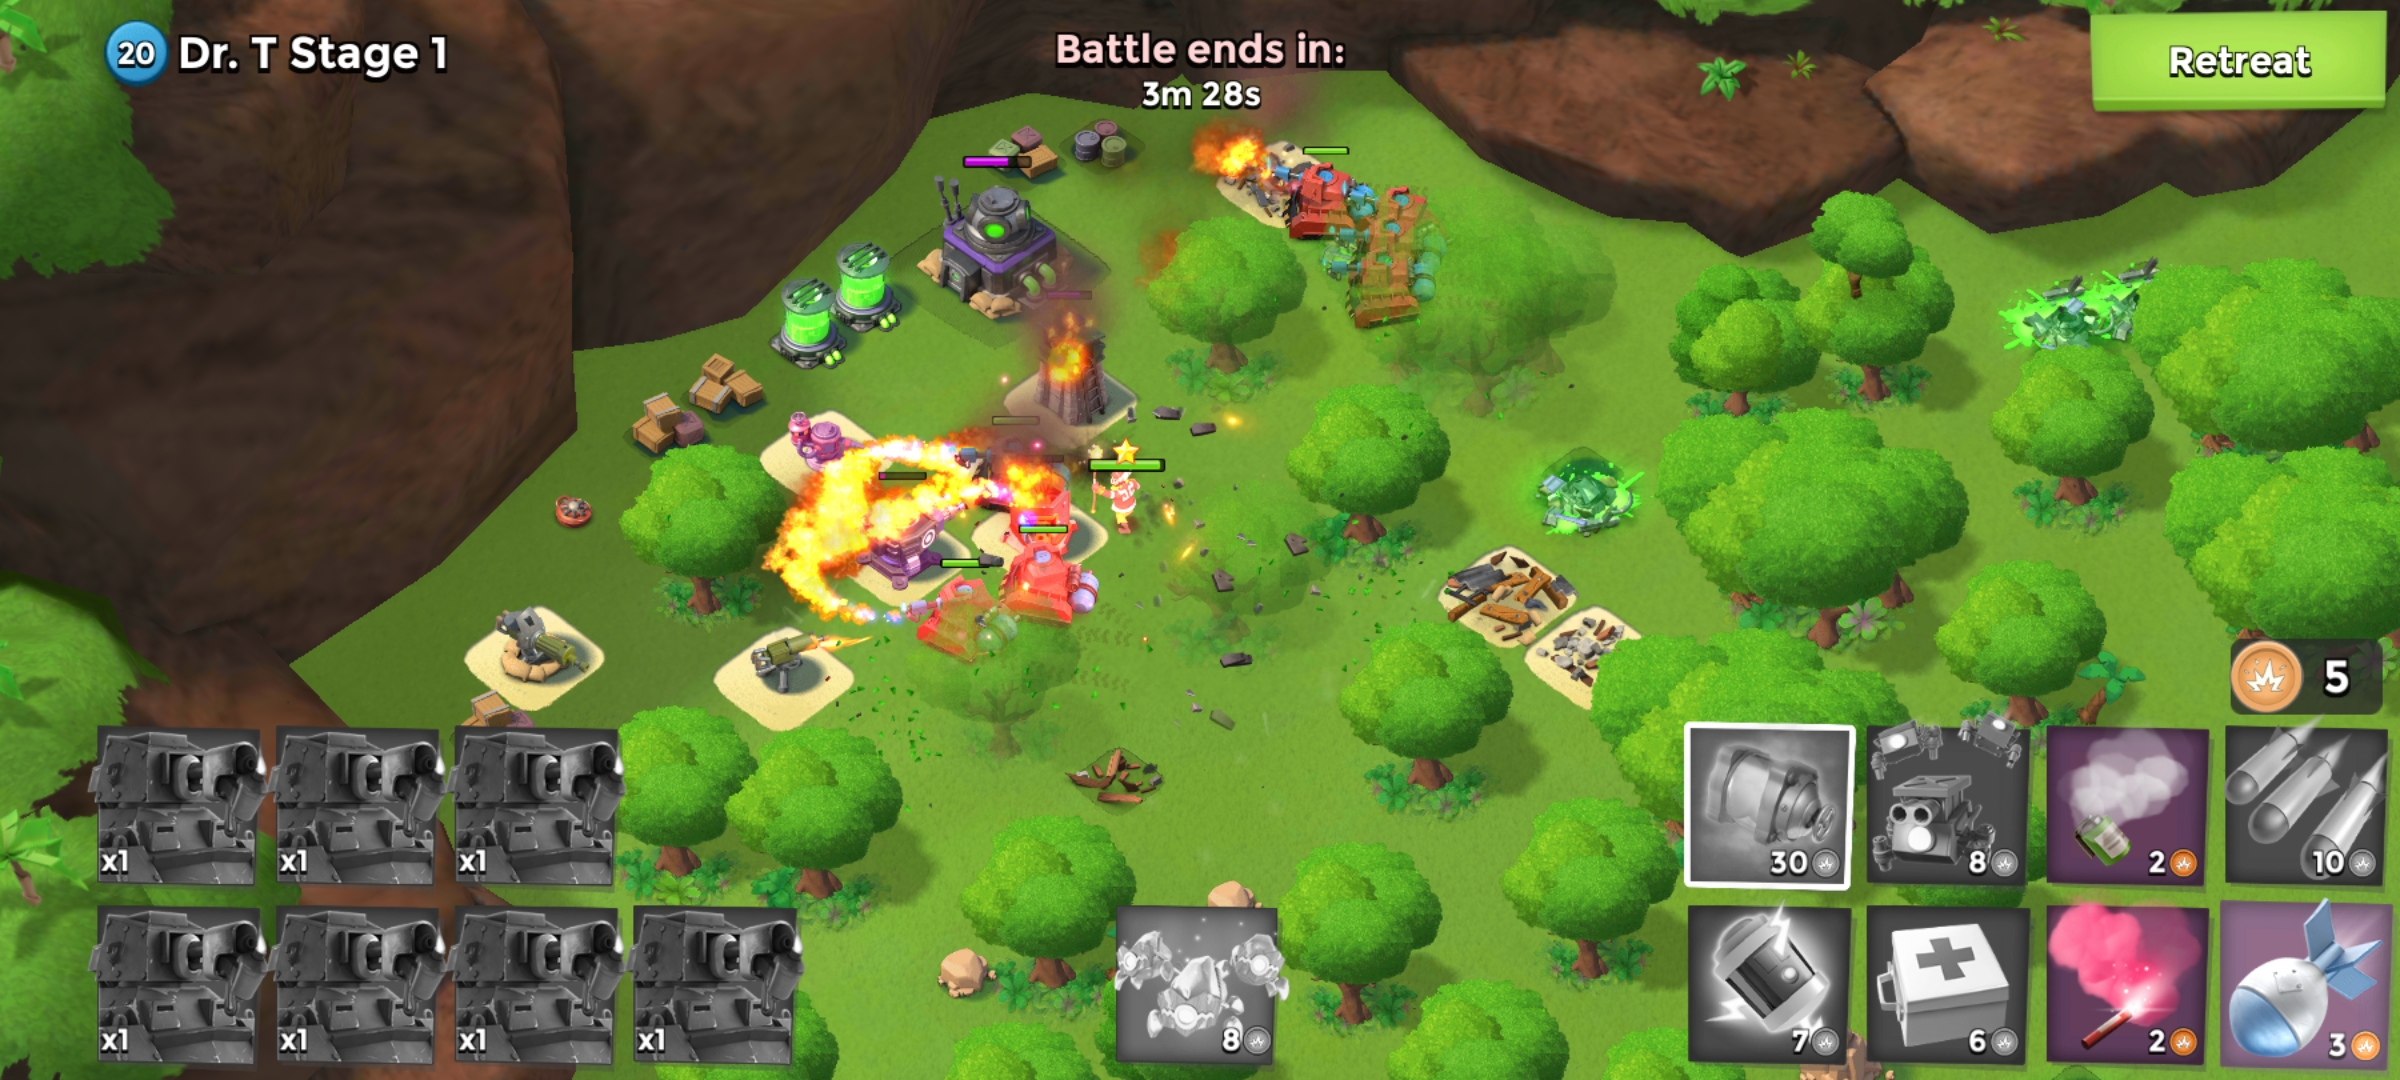 20 Dr. T Stage 1
Battle ends in:
3m 28s
Retreat
5
x1 x1 x1
30 8 2 10
x1 x1 x1 x1
8
7 6 2 3